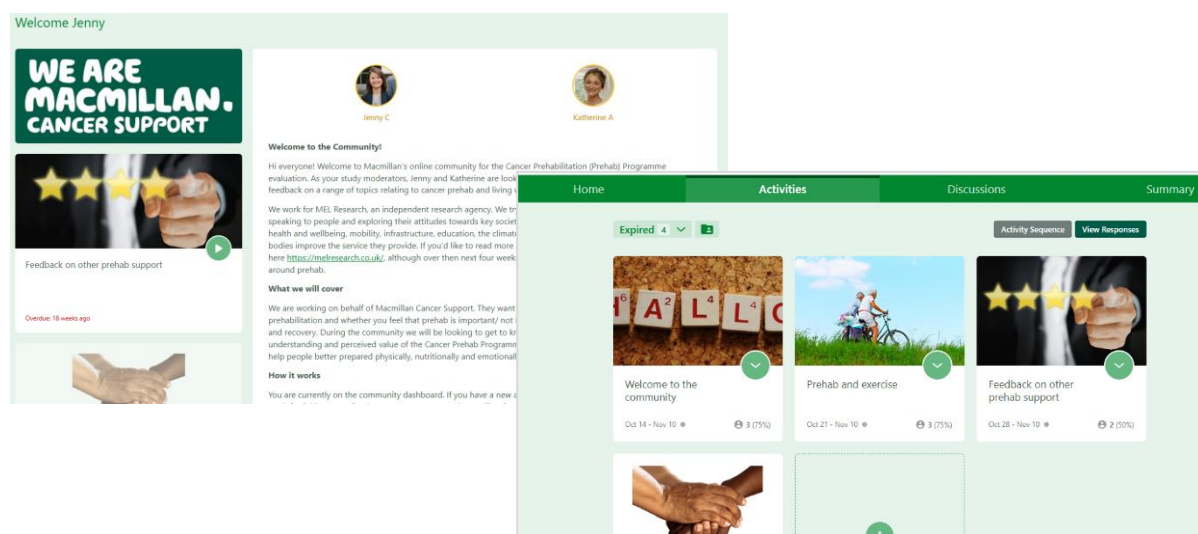 Welcome Jenny
WE ARE
MACMILLAN.
CANCER SUPPORT
Feedback on other prehab support
Overdue: 18 weeks ago
Jenny C
Katherine A
Welcome to the Community!
Hi everyone! Welcome to Macmillan's online community for the Cancer Prehabilitation (Prehab) Programme
evaluation. As your study moderators, Jenny and Katherine are look
feedback on a range of topics relating to cancer prehab and living
We work for MEL Research, an independent research agency. We try
speaking to people and exploring their attitudes towards key societ
health and wellbeing, mobility, infrastructure, education, the climat
bodies improve the service they provide. If you'd like to read more
here https://melresearch.co.uk/, although over then next four week
around prehab.
What we will cover
We are working on behalf of Macmillan Cancer Support. They want
prehabilitation and whether you feel that prehab is important/ not
and recovery. During the community we will be looking to get to k
understanding and perceived value of the Cancer Prehab Program
help people better prepared physically, nutritionally and emotionall
How it works
You are currently on the community dashboard. If you have a new a
Home
Activities
Discussions
Summary
Expired 4
Activity Sequence
View Responses
HALLO
Welcome to the
community
Oct 14 - Nov 10
3 (75%)
Prehab and exercise
Oct 21 - Nov 10
3 (75%)
Feedback on other
prehab support
Oct 28 - Nov 10
2 (50%)